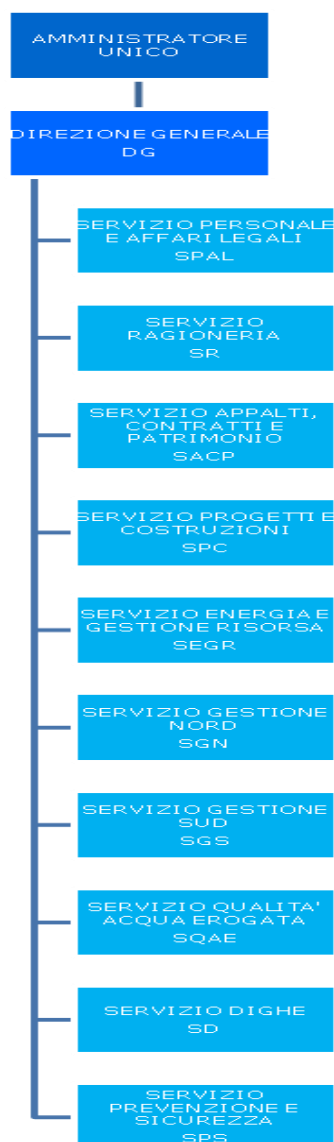 AMMINISTRATORE
UNICO
DIREZIONE GENERALE
DG
SERVIZIO PERSONALE
E AFFARI LEGALI
SPAL
SERVIZIO
RAGIONERIA
SR
SERVIZIO APPALTI,
CONTRATTI E
PATRIMONIO
SACP
SERVIZIO PROGETTI E
COSTRUZIONI
SPC
SERVIZIO ENERGIA E
GESTIONE RISORSA
SEGR
SERVIZIO GESTIONE
NORD
SGN
SERVIZIO GESTIONE
SUD
SGS
SERVIZIO QUALITA'
ACQUA EROGATA
SQAE
SERVIZIO DIGHE
SD
SERVIZIO
PREVENZIONE E
SICUREZZA
SPS